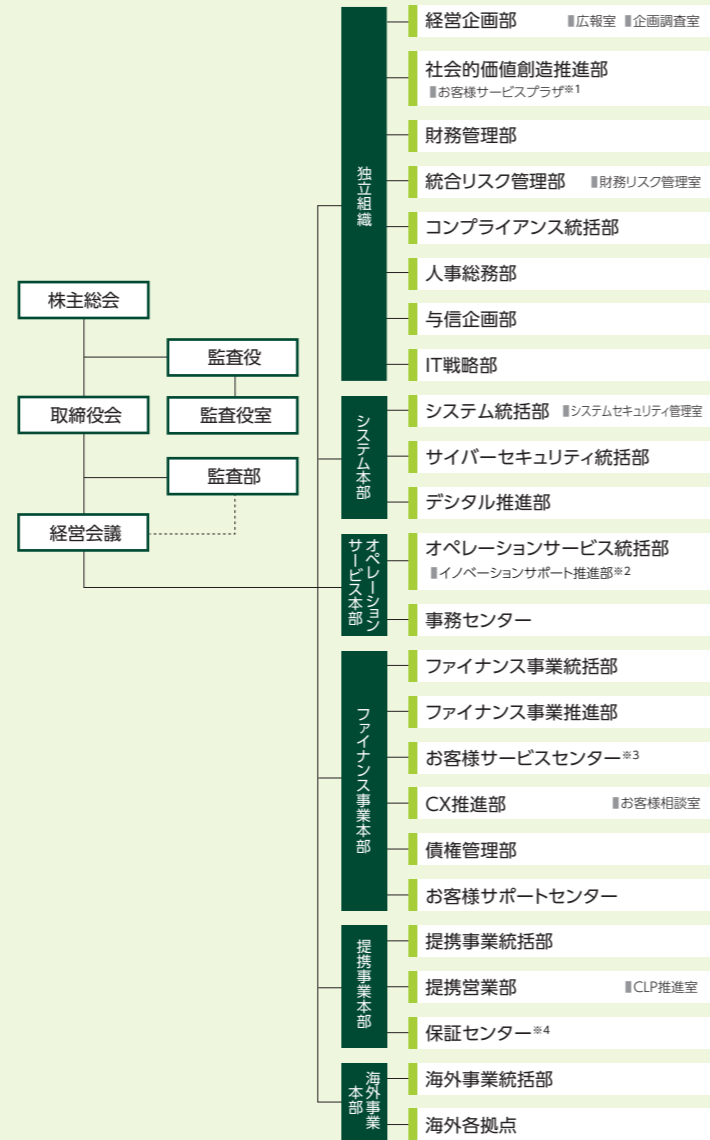 株主総会
監査役
取締役会
監査役室
監査部
経営会議
独立組織
経営企画部 ■広報室 ■企画調査室
社会的価値創造推進部
■お客様サービスプラザ※1
財務管理部
統合リスク管理部 ■財務リスク管理室
コンプライアンス統括部
人事総務部
与信企画部
IT戦略部
システム本部
システム統括部 ■システムセキュリティ管理室
サイバーセキュリティ統括部
デジタル推進部
オペレーション
サービス本部
オペレーションサービス統括部
■イノベーションサポート推進部※2
事務センター
ファイナンス事業本部
ファイナンス事業統括部
ファイナンス事業推進部
お客様サービスセンター※3
CX推進部 ■お客様相談室
債権管理部
お客様サポートセンター
提携事業本部
提携事業統括部
提携営業部 ■CLP推進室
保証センター※4
海外事業
本部
海外事業統括部
海外各拠点